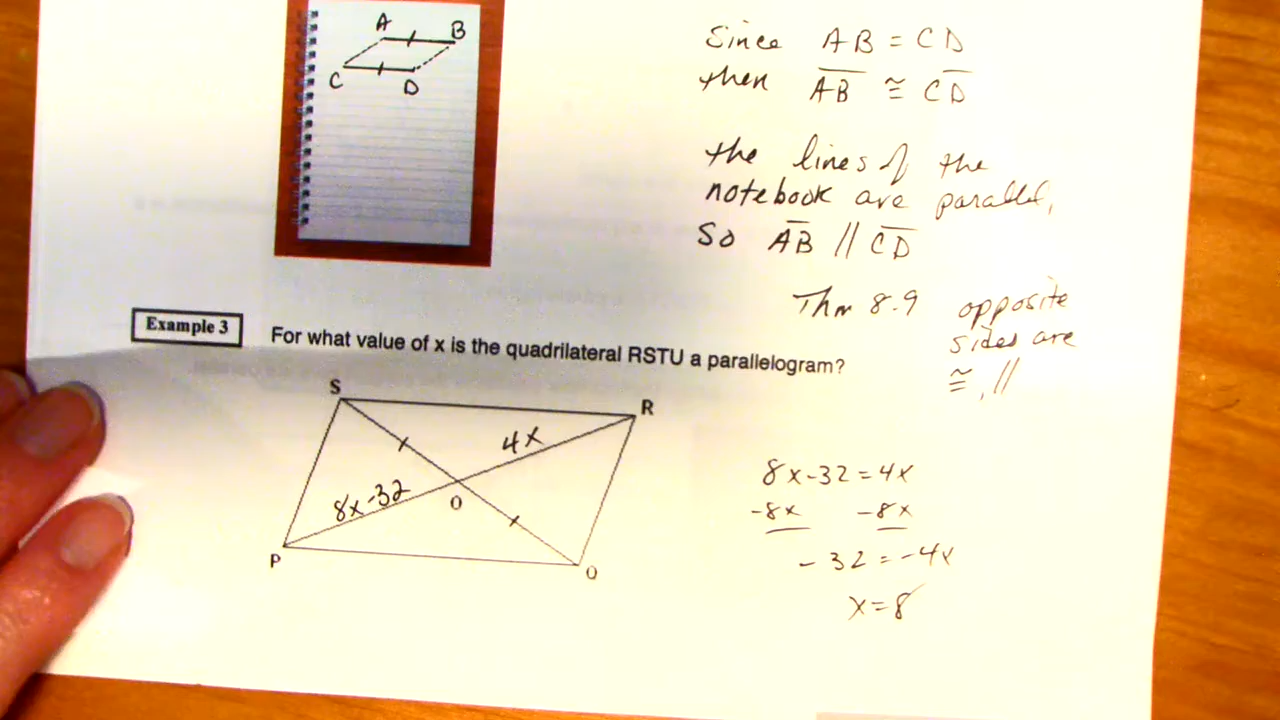 A B
C D
Since AB = CD
then AB ≅ CD
the lines of the
notebook are parallel,
So AB // CD
Thm 8.9 opposite
sides are
≅, //
Example 3 For what value of x is the quadrilateral RSTU a parallelogram?
S R
4x
8x-32
O
P Q
8x-32=4x
-8x -8x
-32=-4x
x=8